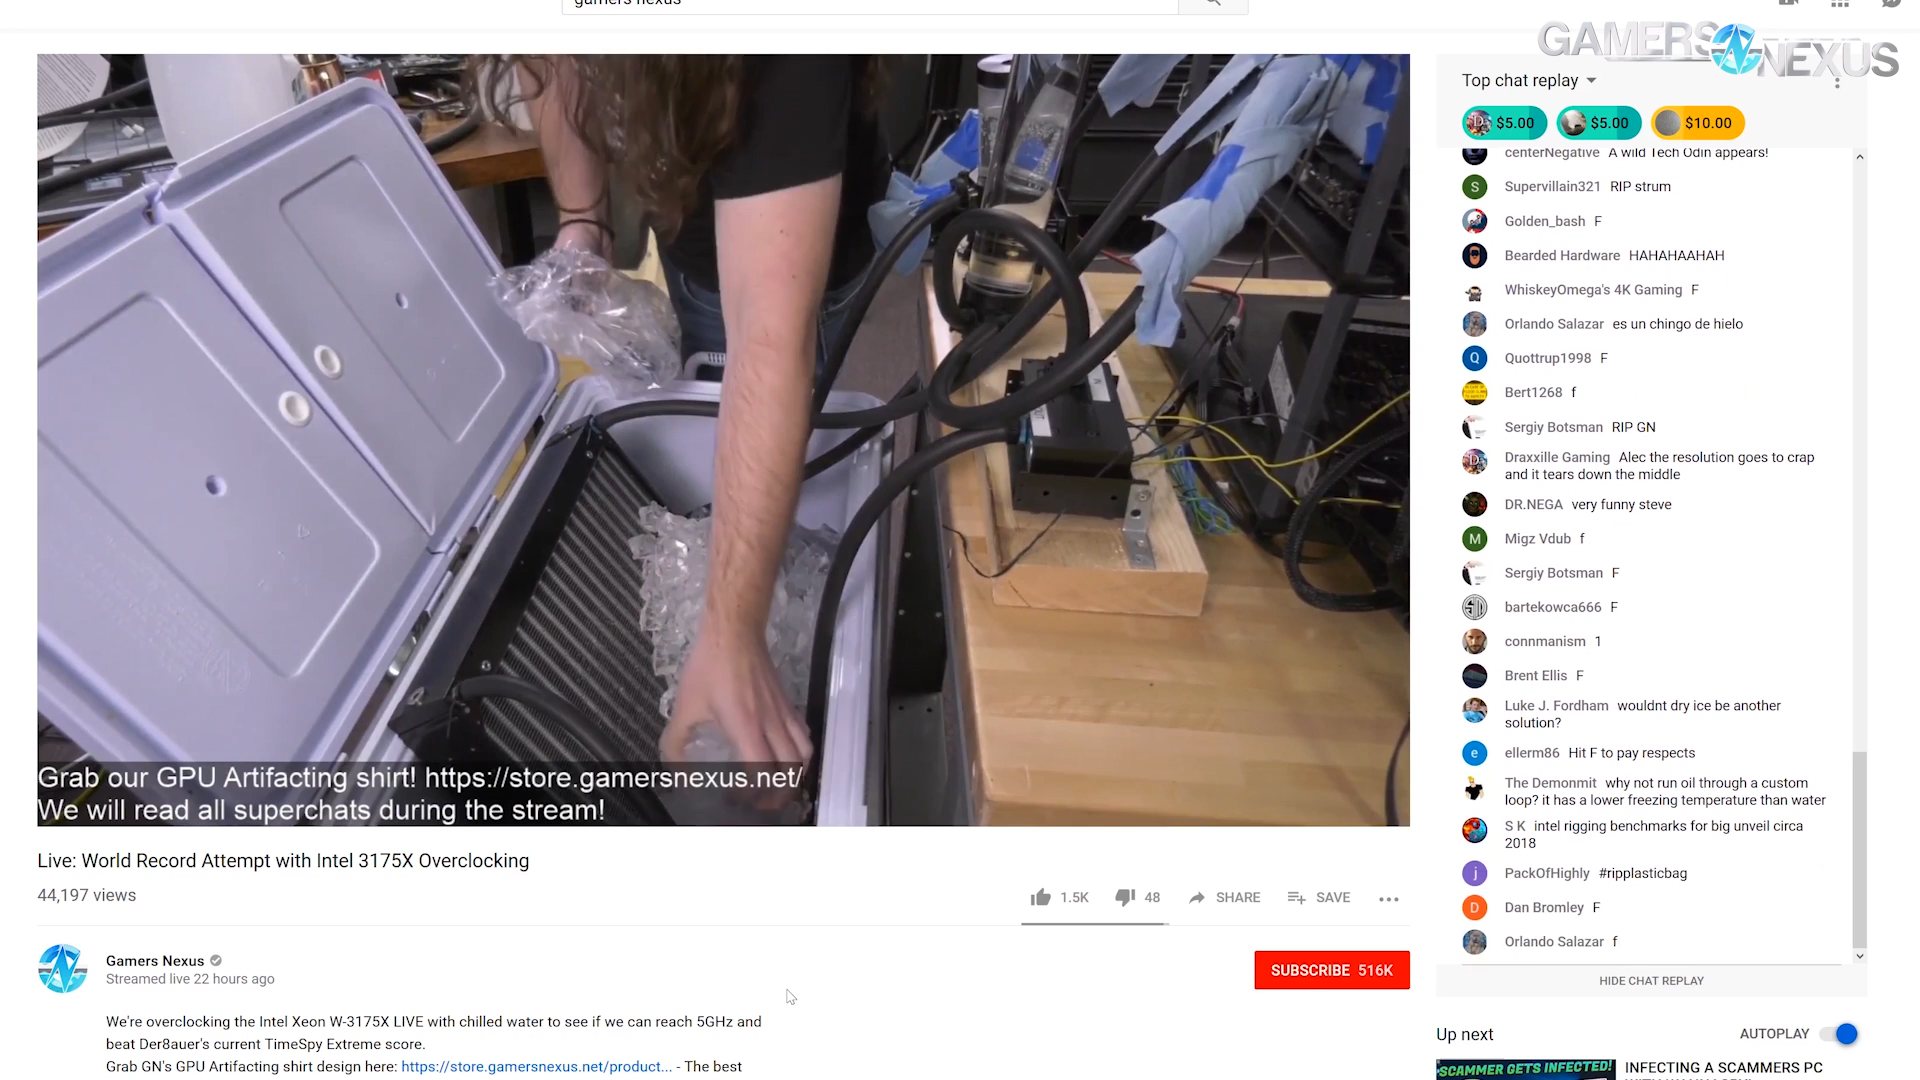 gamers nexus
GAMERS NEXUS
Grab our GPU Artifacting shirt! https://store.gamersnexus.net/
We will read all superchats during the stream!
Live: World Record Attempt with Intel 3175X Overclocking
44,197 views
1.5K
48
SHARE
SAVE
Gamers Nexus
Streamed live 22 hours ago
SUBSCRIBE 516K
We're overclocking the Intel Xeon W-3175X LIVE with chilled water to see if we can reach 5GHz and
beat Der8auer's current TimeSpy Extreme score.
Grab GN's GPU Artifacting shirt design here: https://store.gamersnexus.net/product... - The best
Top chat replay
$5.00
$5.00
$10.00
centerNegative A wild Tech Odin appears!
S Supervillain321 RIP strum
Golden_bash F
Bearded Hardware HAHAHAAHAH
WhiskeyOmega's 4K Gaming F
Orlando Salazar es un chingo de hielo
Q Quottrup1998 F
Bert1268 f
Sergiy Botsman RIP GN
Draxxille Gaming Alec the resolution goes to crap
and it tears down the middle
DR.NEGA very funny steve
M Migz Vdub f
Sergiy Botsman F
bartekowca666 F
connmanism 1
Brent Ellis F
Luke J. Fordham wouldnt dry ice be another
solution?
e ellerm86 Hit F to pay respects
The Demonmit why not run oil through a custom
loop? it has a lower freezing temperature than water
S K intel rigging benchmarks for big unveil circa
2018
j PackOfHighly #ripplasticbag
D Dan Bromley F
Orlando Salazar f
HIDE CHAT REPLAY
Up next
AUTOPLAY
SCAMMER GETS INFECTED!
INFECTING A SCAMMERS PC